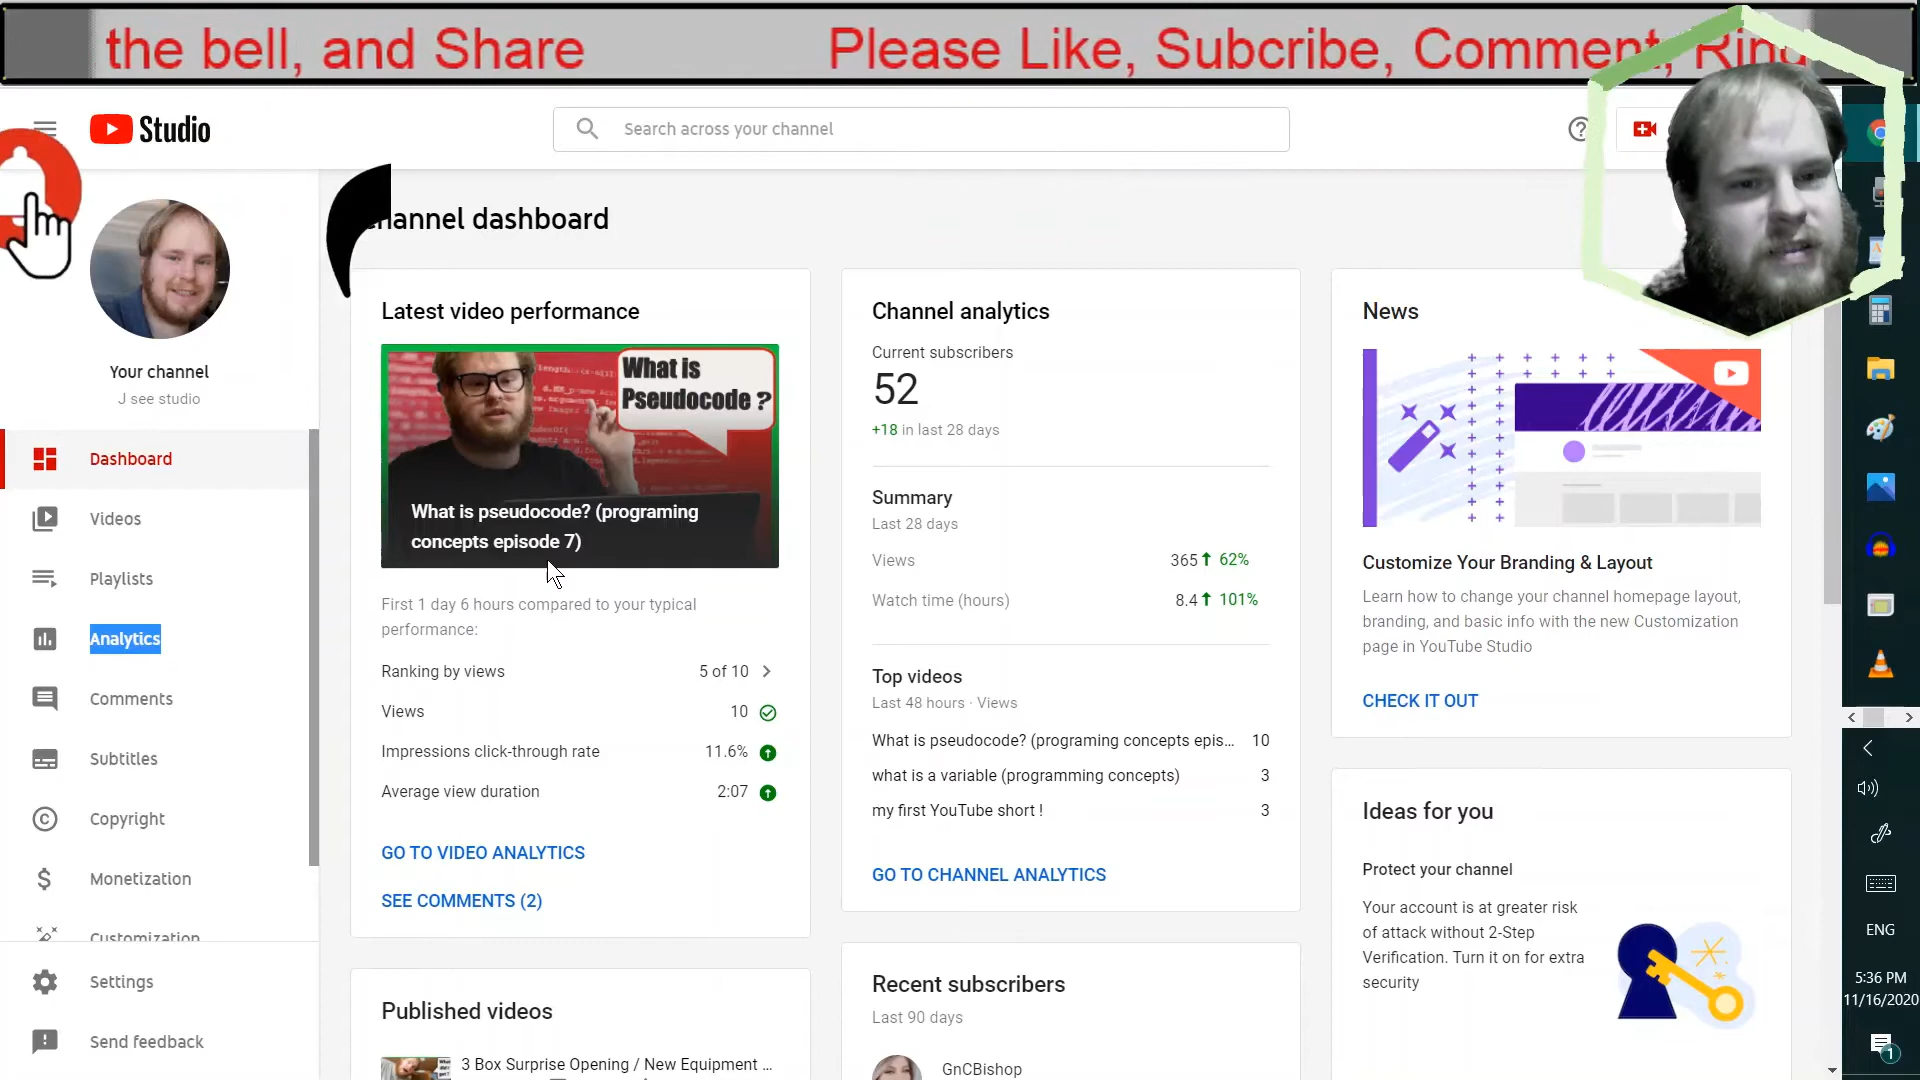 the bell, and Share
Please Like, Subcribe, Comment, Ring
Studio
Search across your channel
Your channel
J see studio
Dashboard
Videos
Playlists
Analytics
Comments
Subtitles
Copyright
Monetization
Customization
Settings
Send feedback
Channel dashboard
Latest video performance
What is
Pseudocode ?
What is pseudocode? (programing
concepts episode 7)
First 1 day 6 hours compared to your typical
performance:
Ranking by views 5 of 10
Views 10
Impressions click-through rate 11.6%
Average view duration 2:07
GO TO VIDEO ANALYTICS
SEE COMMENTS (2)
Published videos
3 Box Surprise Opening / New Equipment ...
Channel analytics
Current subscribers
52
+18 in last 28 days
Summary
Last 28 days
Views 365 62%
Watch time (hours) 8.4 101%
Top videos
Last 48 hours · Views
What is pseudocode? (programing concepts epis... 10
what is a variable (programming concepts) 3
my first YouTube short ! 3
GO TO CHANNEL ANALYTICS
Recent subscribers
Last 90 days
GnCBishop
News
Customize Your Branding & Layout
Learn how to change your channel homepage layout,
branding, and basic info with the new Customization
page in YouTube Studio
CHECK IT OUT
Ideas for you
Protect your channel
Your account is at greater risk
of attack without 2-Step
Verification. Turn it on for extra
security
ENG
5:36 PM
11/16/2020
1